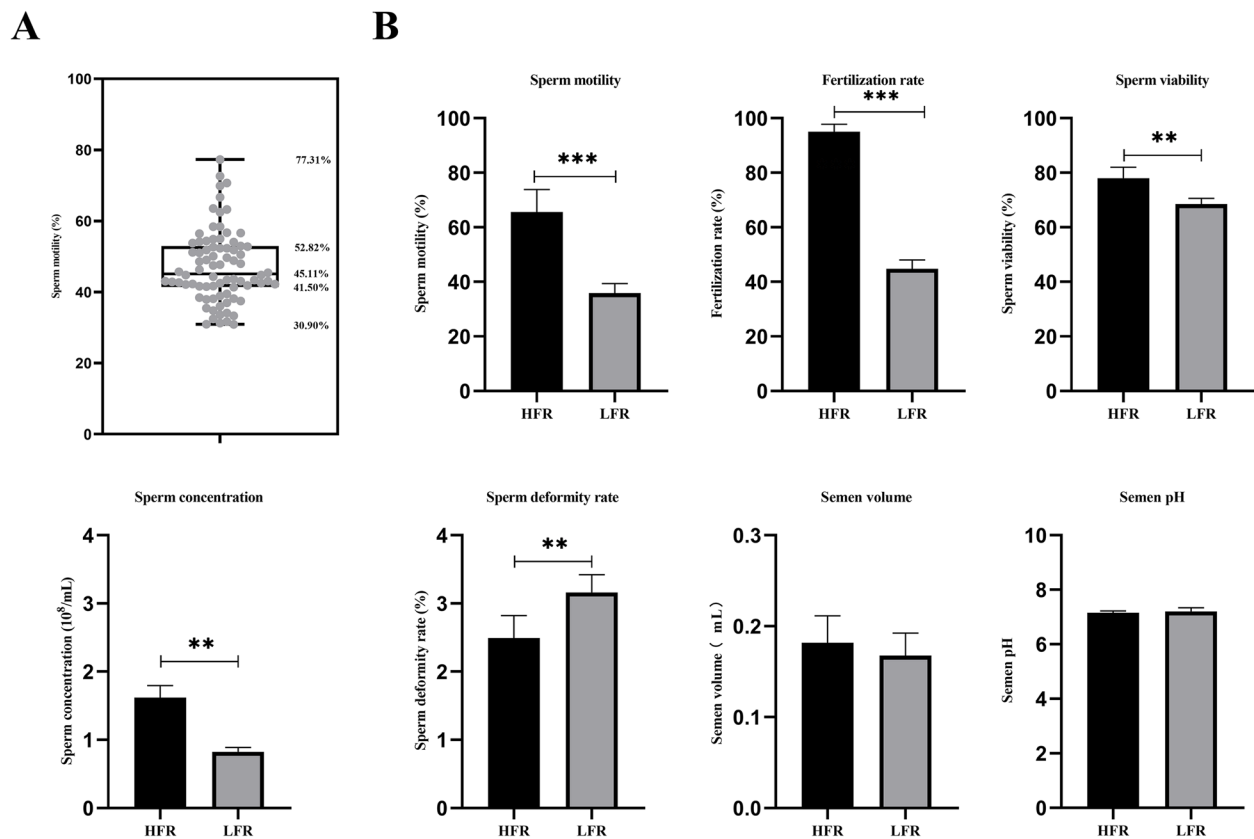 A
B
Sperm motility (%)
100
80
60
40
20
0
77.31%
52.82%
45.11%
41.50%
30.90%
Sperm motility
Sperm motility (%)
100
80
60
40
20
0
***
HFR
LFR
Fertilization rate
Fertilization rate (%)
100
80
60
40
20
0
***
HFR
LFR
Sperm viability
Sperm viability (%)
100
80
60
40
20
0
**
HFR
LFR
Sperm concentration
Sperm concentration (10⁸/mL)
4
3
2
1
0
**
HFR
LFR
Sperm deformity rate
Sperm deformity rate (%)
4
3
2
1
0
**
HFR
LFR
Semen volume
Semen volume（ mL）
0.3
0.2
0.1
0.0
HFR
LFR
Semen pH
Semen pH
10
8
6
4
2
0
HFR
LFR